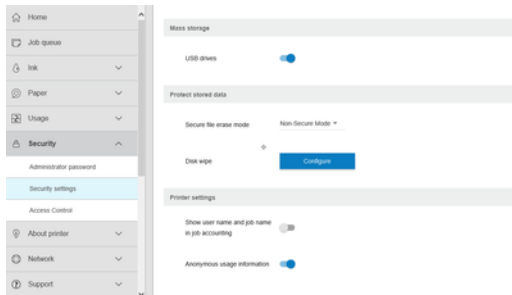 Home
Job queue
Ink
Paper
Usage
Security
Administrator password
Security settings
Access Control
About printer
Network
Support
Mass storage
USB drives
Protect stored data
Secure file erase mode
Non-Secure Mode
Disk wipe
Configure
Printer settings
Show user name and job name
in job accounting
Anonymous usage information